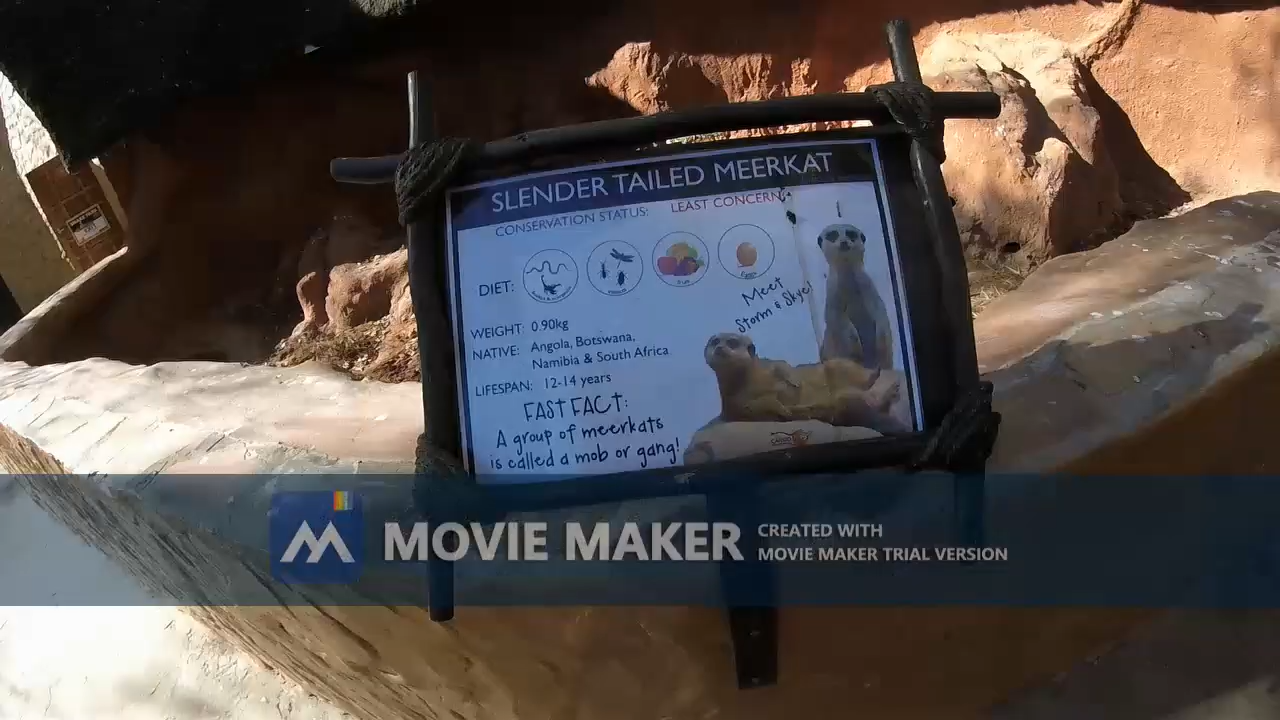 SLENDER TAILED MEERKAT
CONSERVATION STATUS: LEAST CONCERN
DIET:
Meet
Storm & Skye!
WEIGHT: 0.90kg
NATIVE: Angola, Botswana,
Namibia & South Africa
LIFESPAN: 12-14 years
FAST FACT:
A group of meerkats
is called a mob or gang!
MOVIE MAKER
CREATED WITH
MOVIE MAKER TRIAL VERSION